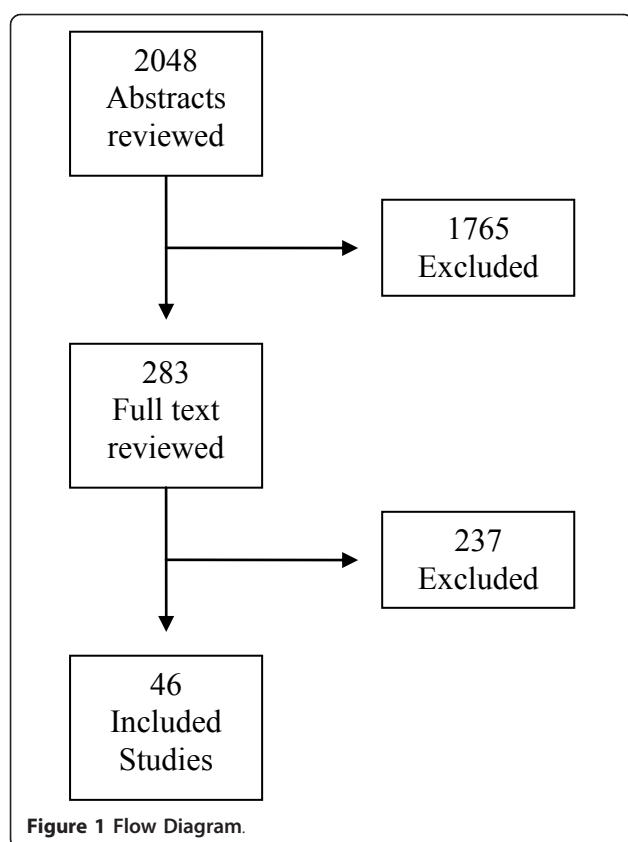 2048
Abstracts
reviewed
1765
Excluded
283
Full text
reviewed
237
Excluded
46
Included
Studies
Figure 1 Flow Diagram.